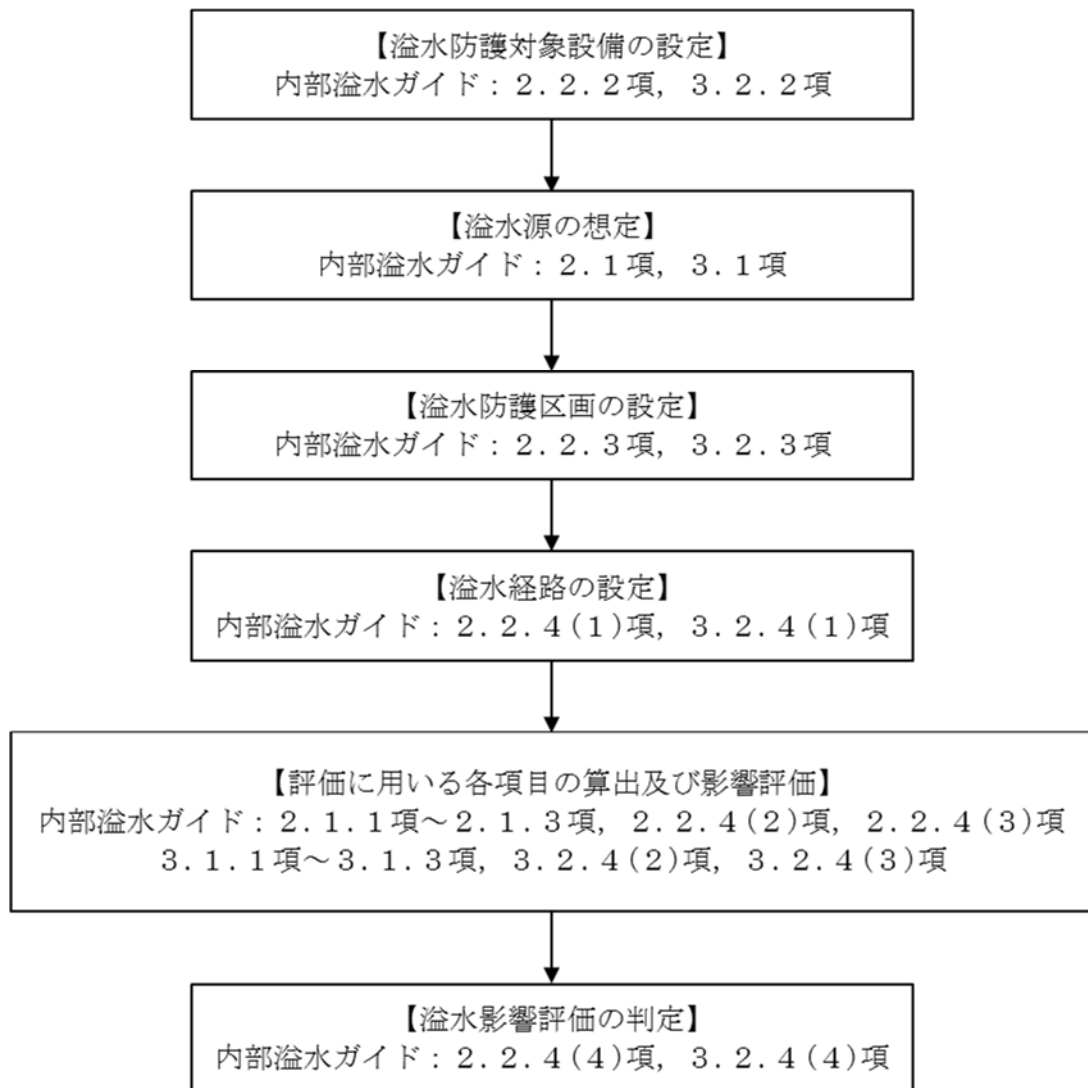 【溢水防護対象設備の設定】
内部溢水ガイド：２.２.２項，３.２.２項
【溢水源の想定】
内部溢水ガイド：２.１項，３.１項
【溢水防護区画の設定】
内部溢水ガイド：２.２.３項，３.２.３項
【溢水経路の設定】
内部溢水ガイド：２.２.４(１)項，３.２.４(１)項
【評価に用いる各項目の算出及び影響評価】
内部溢水ガイド：２.１.１項～２.１.３項，２.２.４(２)項，２.２.４(３)項
３.１.１項～３.１.３項，３.２.４(２)項，３.２.４(３)項
【溢水影響評価の判定】
内部溢水ガイド：２.２.４(４)項，３.２.４(４)項